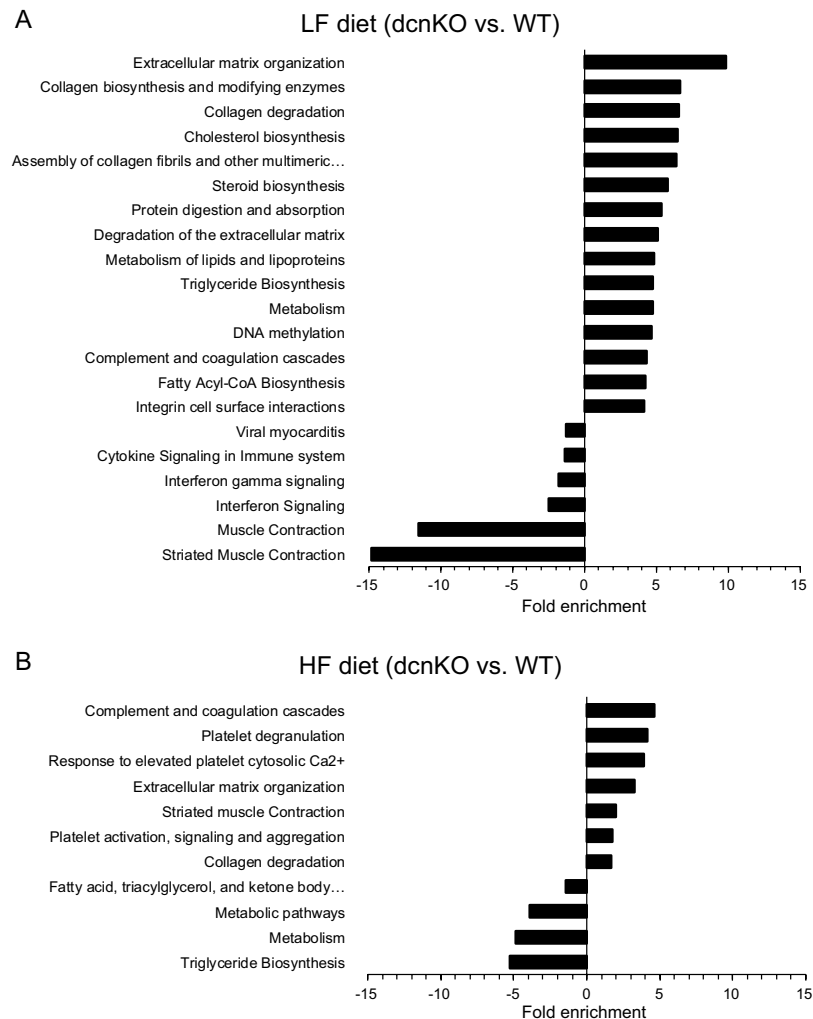 A
LF diet (dcnKO vs. WT)
Extracellular matrix organization
Collagen biosynthesis and modifying enzymes
Collagen degradation
Cholesterol biosynthesis
Assembly of collagen fibrils and other multimeric…
Steroid biosynthesis
Protein digestion and absorption
Degradation of the extracellular matrix
Metabolism of lipids and lipoproteins
Triglyceride Biosynthesis
Metabolism
DNA methylation
Complement and coagulation cascades
Fatty Acyl-CoA Biosynthesis
Integrin cell surface interactions
Viral myocarditis
Cytokine Signaling in Immune system
Interferon gamma signaling
Interferon Signaling
Muscle Contraction
Striated Muscle Contraction
-15 -10 -5 0 5 10 15
Fold enrichment
B
HF diet (dcnKO vs. WT)
Complement and coagulation cascades
Platelet degranulation
Response to elevated platelet cytosolic Ca2+
Extracellular matrix organization
Striated muscle Contraction
Platelet activation, signaling and aggregation
Collagen degradation
Fatty acid, triacylglycerol, and ketone body…
Metabolic pathways
Metabolism
Triglyceride Biosynthesis
-15 -10 -5 0 5 10 15
Fold enrichment